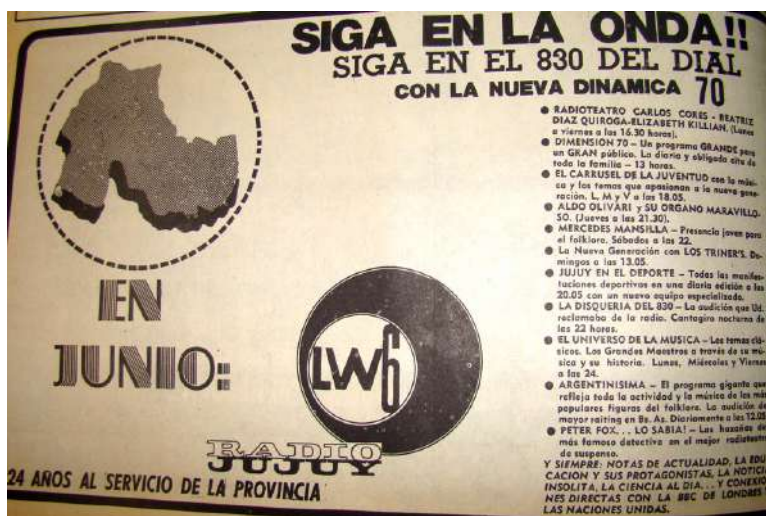 SIGA EN LA ONDA!!
SIGA EN EL 830 DEL DIAL
CON LA NUEVA DINAMICA 70
● RADIOTEATRO CARLOS CORES - BEATRIZ
DIAZ QUIROGA-ELIZABETH KILLIAN. (Lunes
a viernes a las 16.30 horas).
● DIMENSION 70 – Un programa GRANDE para
un GRAN público. La diaria y obligada cita de
toda la familia – 13 horas.
● EL CARRUSEL DE LA JUVENTUD con la músi-
ca y los temas que apasionan a la nueva gene-
ración. L, M y V a las 18.05.
● ALDO OLIVARI y SU ORGANO MARAVILLO-
SO. (Jueves a las 21.30).
● MERCEDES MANSILLA – Presencia joven para
el folklore. Sábados a las 22.
● La Nueva Generación con LOS TRINER'S. Do-
mingos a las 13.05.
● JUJUY EN EL DEPORTE – Todas las manifes-
taciones deportivas en una diaria edición a las
20.05 con un nuevo equipo especializado.
● LA DISQUERIA DEL 830 – La audición que Ud.
reclamaba de la radio. Contagiro nocturno de
las 22 horas.
● EL UNIVERSO DE LA MUSICA – Los temas clá-
sicos. Los Grandes Maestros a través de su mú-
sica y su historia. Lunes, Miércoles y Viernes
a las 24.
● ARGENTINISIMA – El programa gigante que
refleja toda la actividad y la música de las más
populares figuras del folklore. La audición de
mayor raiting en Bs. As. Diariamente a las 12.05
● PETER FOX... LO SABIA! – Las hazañas de
más famoso detective en el mejor radioteatro
de suspenso.
Y SIEMPRE: NOTAS DE ACTUALIDAD, LA EDU
CACION Y SUS PROTAGONISTAS, LA NOTICIA
INSOLITA, LA CIENCIA AL DIA... Y CONEXIO
NES DIRECTAS CON LA BBC DE LONDRES Y
LAS NACIONES UNIDAS.
EN
JUNIO:
LW6
RADIO
JUJUY
24 AÑOS AL SERVICIO DE LA PROVINCIA